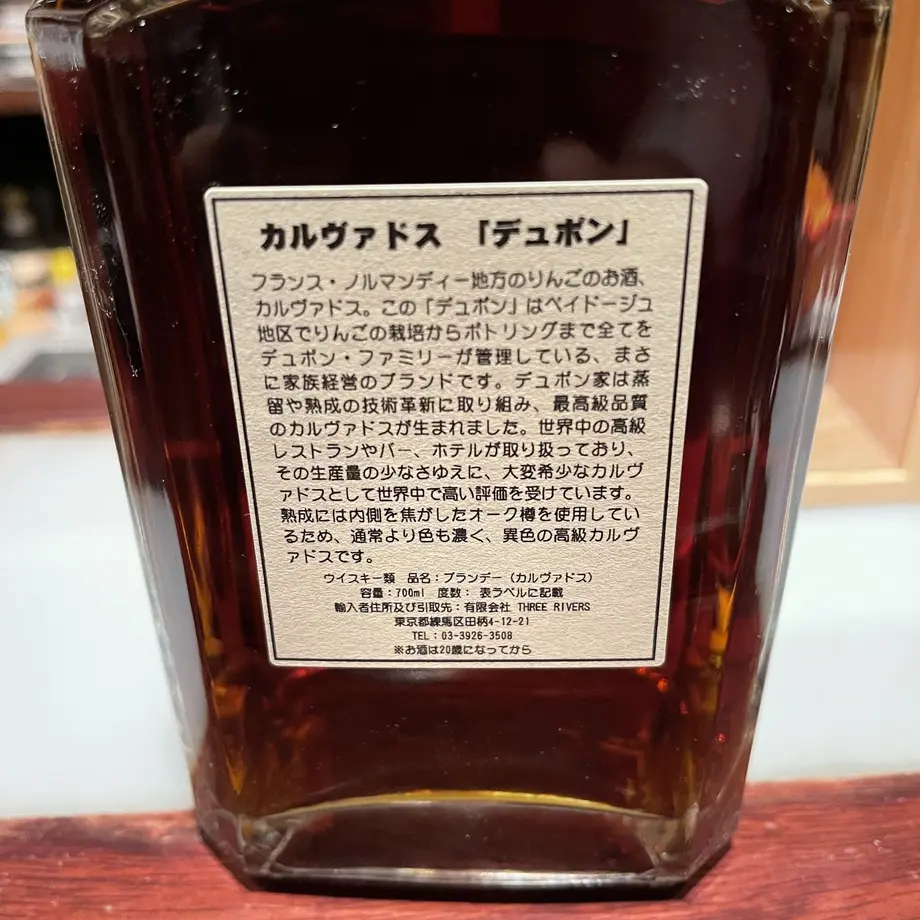 カルヴァドス 「デュポン」
フランス・ノルマンディー地方のりんごのお酒、
カルヴァドス。この「デュポン」はペイドージュ
地区でりんごの栽培からボトリングまで全てを
デュポン・ファミリーが管理している、まさ
に家族経営のブランドです。デュポン家は蒸
留や熟成の技術革新に取り組み、最高級品質
のカルヴァドスが生まれました。世界中の高級
レストランやバー、ホテルが取り扱っており、
その生産量の少なさゆえに、大変希少なカルヴ
ァドスとして世界中で高い評価を受けています。
熟成には内側を焦がしたオーク樽を使用してい
るため、通常より色も濃く、異色の高級カルヴ
ァドスです。
ウイスキー類 品名:ブランデー(カルヴァドス)
容量:700ml 度数: 表ラベルに記載
輸入者住所及び引取先:有限会社 THREE RIVERS
東京都練馬区田柄4-12-21
TEL:03-3926-3508
※お酒は20歳になってから